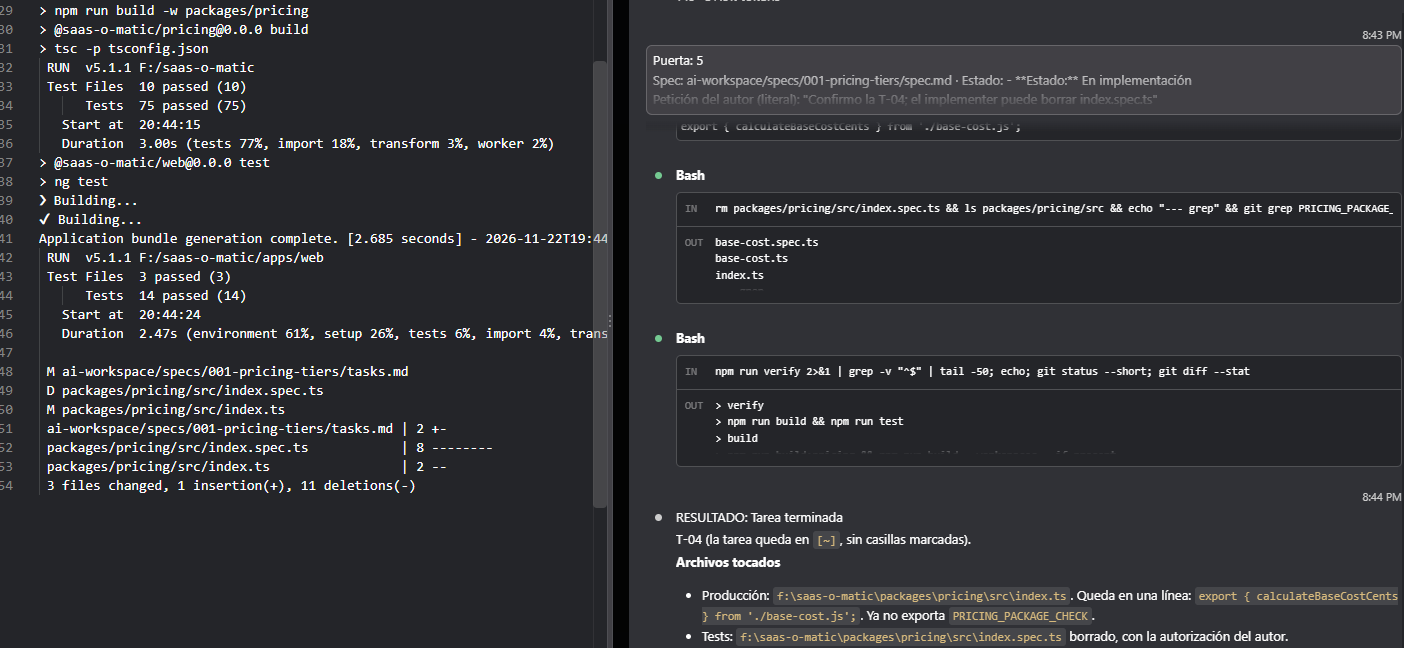 29 > npm run build -w packages/pricing
30 > @saas-o-matic/pricing@0.0.0 build
31 > tsc -p tsconfig.json
32 RUN v5.1.1 F:/saas-o-matic
33 Test Files 10 passed (10)
34 Tests 75 passed (75)
35 Start at 20:44:15
36 Duration 3.00s (tests 77%, import 18%, transform 3%, worker 2%)
37 > @saas-o-matic/web@0.0.0 test
38 > ng test
39 ❯ Building...
40 ✔ Building...
41 Application bundle generation complete. [2.685 seconds] - 2026-11-22T19:44
42 RUN v5.1.1 F:/saas-o-matic/apps/web
43 Test Files 3 passed (3)
44 Tests 14 passed (14)
45 Start at 20:44:24
46 Duration 2.47s (environment 61%, setup 26%, tests 6%, import 4%, trans
47
48 M ai-workspace/specs/001-pricing-tiers/tasks.md
49 D packages/pricing/src/index.spec.ts
50 M packages/pricing/src/index.ts
51 ai-workspace/specs/001-pricing-tiers/tasks.md | 2 +-
52 packages/pricing/src/index.spec.ts | 8 --------
53 packages/pricing/src/index.ts | 2 --
54 3 files changed, 1 insertion(+), 11 deletions(-)
8:43 PM
Puerta: 5
Spec: ai-workspace/specs/001-pricing-tiers/spec.md · Estado: - **Estado:** En implementación
Petición del autor (literal): "Confirmo la T-04; el implementer puede borrar index.spec.ts"
export { calculateBaseCostCents } from './base-cost.js';
Bash
IN rm packages/pricing/src/index.spec.ts && ls packages/pricing/src && echo "--- grep" && git grep PRICING_PACKAGE_
OUT base-cost.spec.ts
base-cost.ts
index.ts
Bash
IN npm run verify 2>&1 | grep -v "^$" | tail -50; echo; git status --short; git diff --stat
OUT > verify
> npm run build && npm run test
> build
8:44 PM
RESULTADO: Tarea terminada
T-04 (la tarea queda en [~], sin casillas marcadas).
Archivos tocados
• Producción: f:\saas-o-matic\packages\pricing\src\index.ts. Queda en una línea: export { calculateBaseCostCents
} from './base-cost.js';. Ya no exporta PRICING_PACKAGE_CHECK.
• Tests: f:\saas-o-matic\packages\pricing\src\index.spec.ts borrado, con la autorización del autor.